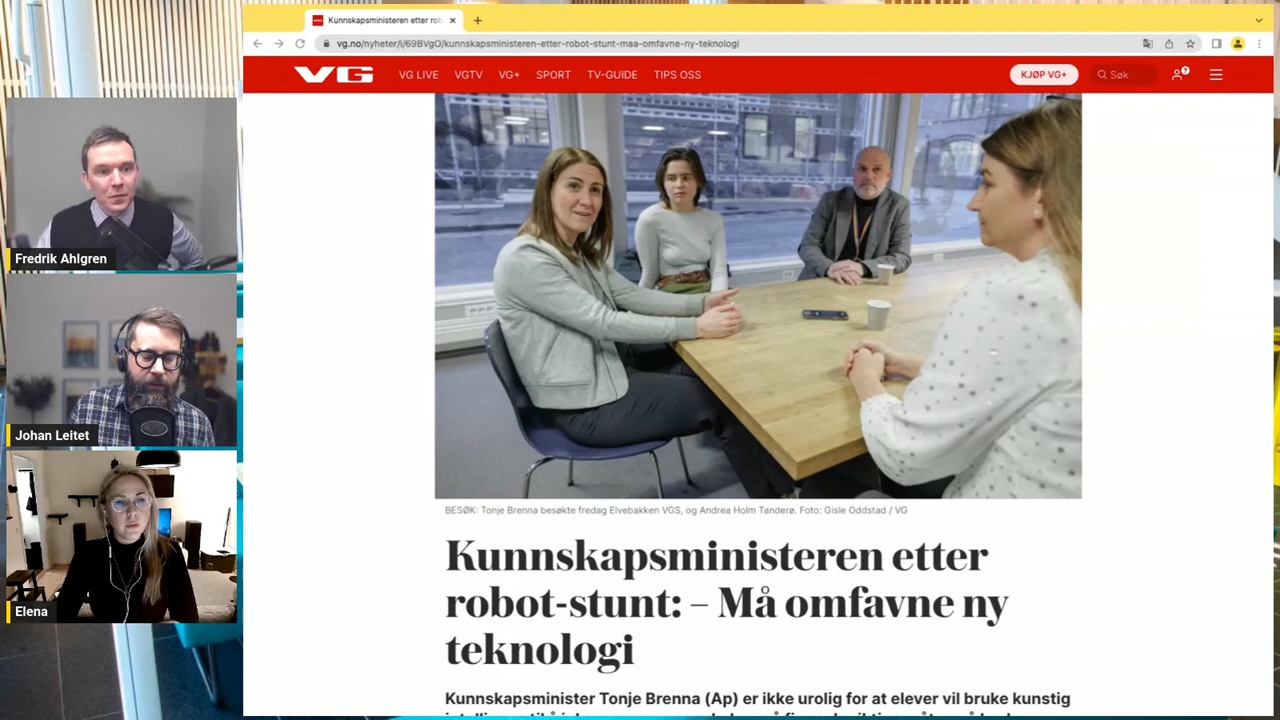 Kunnskapsministeren etter rob
vg.no/nyheter/i/69BVgO/kunnskapsministeren-etter-robot-stunt-maa-omfavne-ny-teknologi
VG
VG LIVE VGTV VG+ SPORT TV-GUIDE TIPS OSS KJØP VG+ Søk
Fredrik Ahlgren
Johan Leitet
Elena
BESØK: Tonje Brenna besøkte fredag Elvebakken VGS, og Andrea Holm Tanderø. Foto: Gisle Oddstad / VG
Kunnskapsministeren etter
robot-stunt: – Må omfavne ny
teknologi
Kunnskapsminister Tonje Brenna (Ap) er ikke urolig for at elever vil bruke kunstig